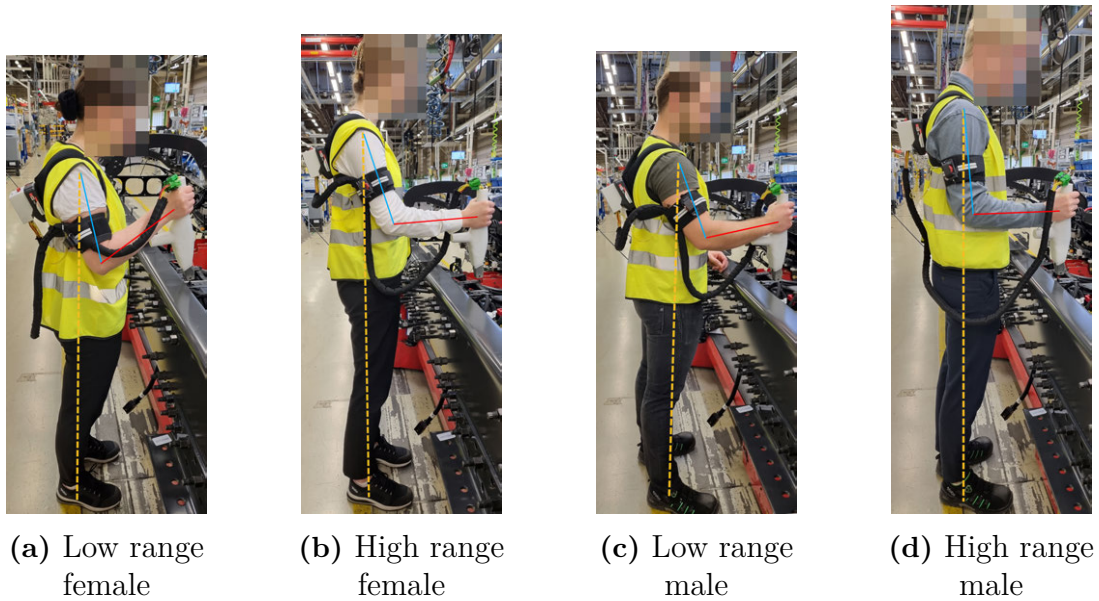 (a) Low range
female
(b) High range
female
(c) Low range
male
(d) High range
male